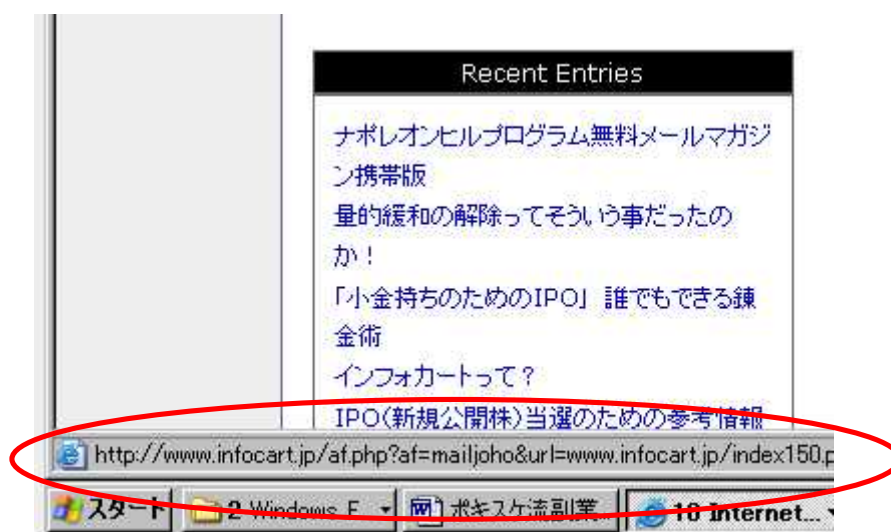 Recent Entries
ナポレオンヒルプログラム無料メールマガジ
ン携帯版
量的緩和の解除ってそういう事だったの
か！
「小金持ちのためのIPO」 誰でもできる錬
金術
インフォカートって？
IPO(新規公開株)当選のための参考情報
http://www.infocart.jp/af.php?af=mailjoho&url=www.infocart.jp/index150.p
スタート 2 Windows E ポキスケ流副業 10 Internet...